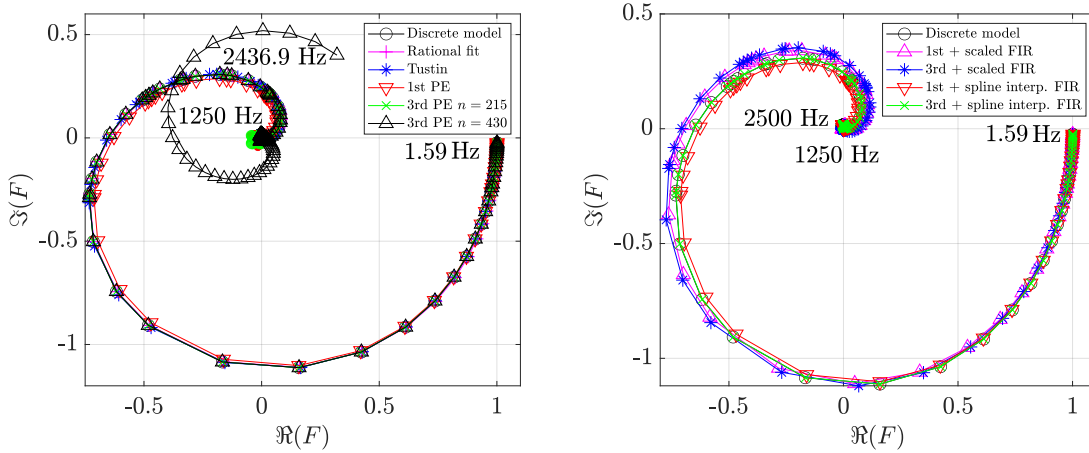 0.5
0
-0.5
-1
-0.5
0
0.5
1
ℜ(F)
ℑ(F)
2436.9 Hz
1250 Hz
1.59 Hz
Discrete model
Rational fit
Tustin
1st PE
3rd PE n = 215
3rd PE n = 430
0.5
0
-0.5
-1
-0.5
0
0.5
1
ℜ(F)
ℑ(F)
2500 Hz
1250 Hz
1.59 Hz
Discrete model
1st + scaled FIR
3rd + scaled FIR
1st + spline interp. FIR
3rd + spline interp. FIR